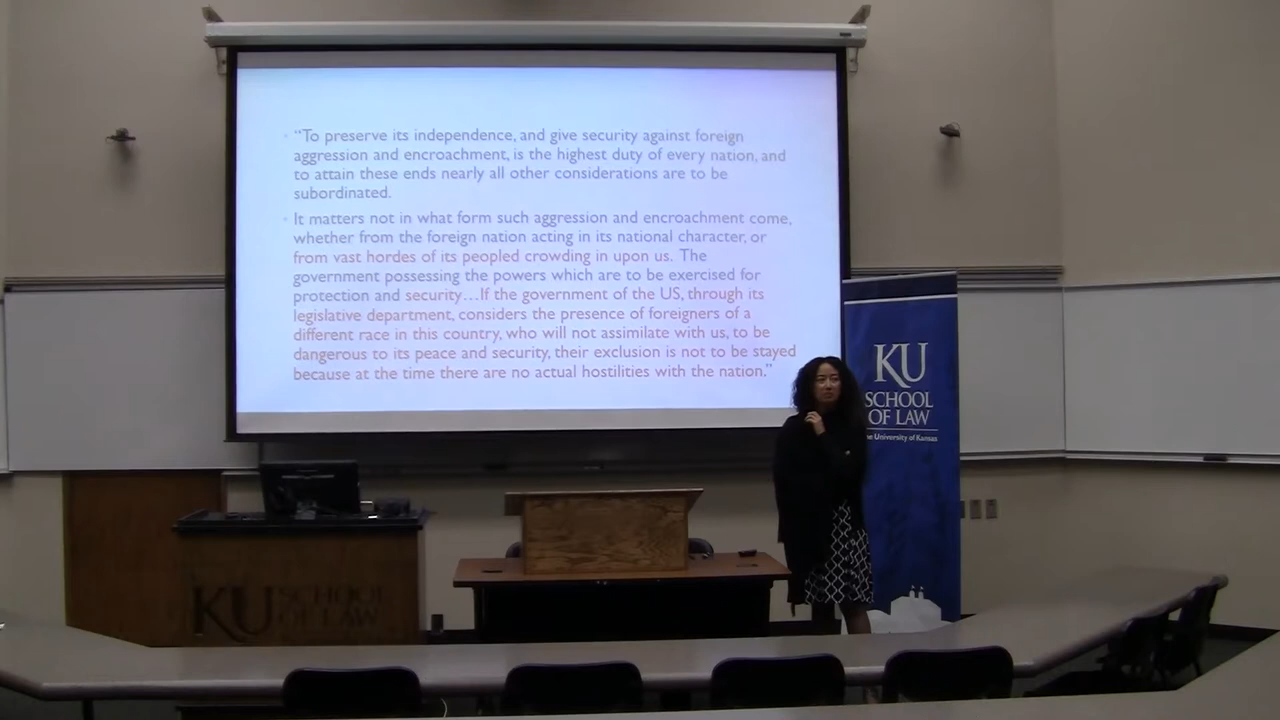 “To preserve its independence, and give security against foreign
aggression and encroachment, is the highest duty of every nation, and
to attain these ends nearly all other considerations are to be
subordinated.
It matters not in what form such aggression and encroachment come,
whether from the foreign nation acting in its national character, or
from vast hordes of its peopled crowding in upon us. The
government possessing the powers which are to be exercised for
protection and security…If the government of the US, through its
legislative department, considers the presence of foreigners of a
different race in this country, who will not assimilate with us, to be
dangerous to its peace and security, their exclusion is not to be stayed
because at the time there are no actual hostilities with the nation.”
KU
SCHOOL
OF LAW
The University of Kansas
KU SCHOOL
OF LAW